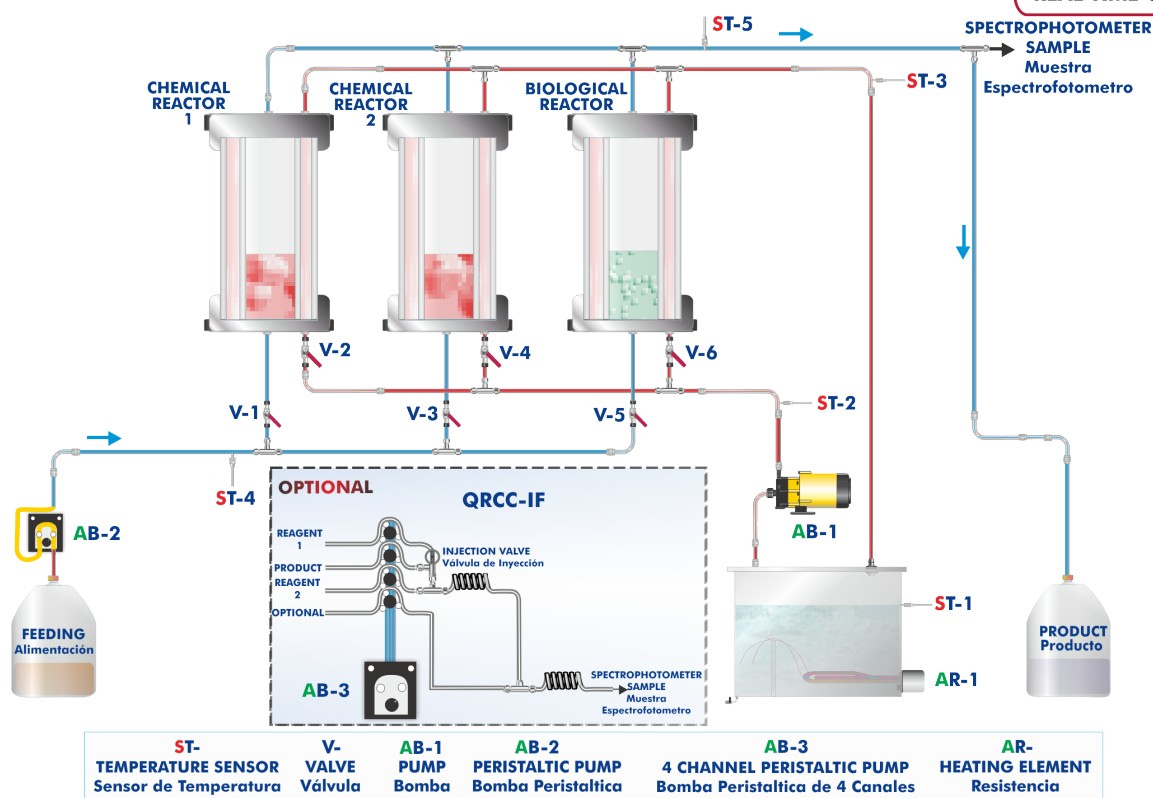 ST-5
SPECTROPHOTOMETER
SAMPLE
Muestra
Espectrofotometro
ST-3
CHEMICAL
REACTOR
1
CHEMICAL
REACTOR
2
BIOLOGICAL
REACTOR
V-2
V-4
V-6
V-1
V-3
V-5
ST-2
ST-4
AB-2
AB-1
FEEDING
Alimentación
OPTIONAL
QRCC-IF
REAGENT
1
INJECTION VALVE
Válvula de Inyección
PRODUCT
REAGENT
2
OPTIONAL
AB-3
SPECTROPHOTOMETER
SAMPLE
Muestra
Espectrofotometro
ST-1
AR-1
PRODUCT
Producto
ST-
TEMPERATURE SENSOR
Sensor de Temperatura
V-
VALVE
Válvula
AB-1
PUMP
Bomba
AB-2
PERISTALTIC PUMP
Bomba Peristaltica
AB-3
4 CHANNEL PERISTALTIC PUMP
Bomba Peristaltica de 4 Canales
AR-
HEATING ELEMENT
Resistencia